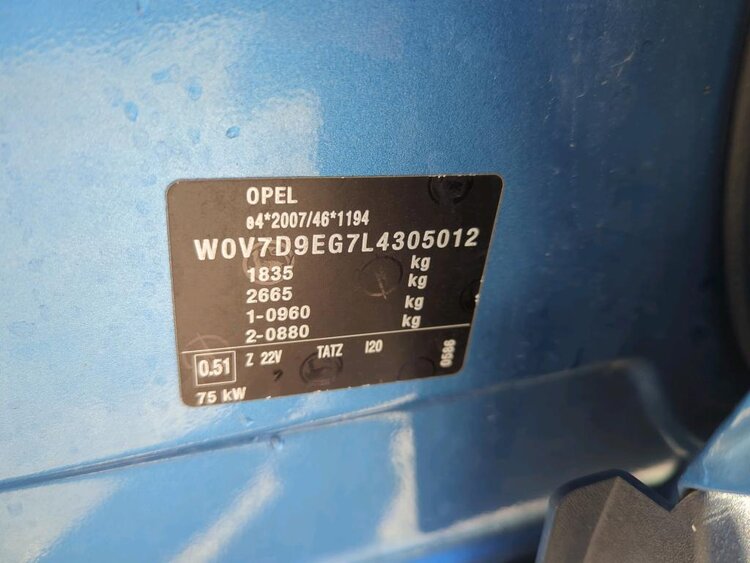 OPEL
e4*2007/46*1194
W0V7D9EG7L4305012
1835 kg
2665 kg
1-0960 kg
2-0880 kg
0.51 Z 22V TATZ I20 0586
75 kW